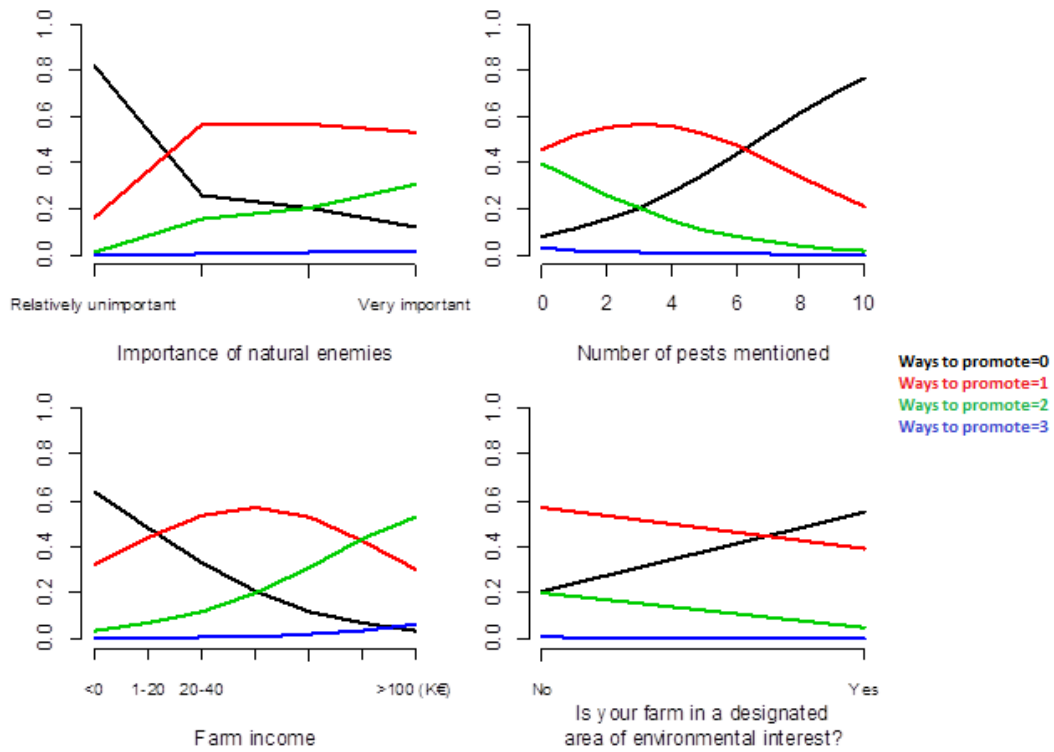 1.0
0.8
0.6
0.4
0.2
0.0
Relatively unimportant Very important
Importance of natural enemies
1.0
0.8
0.6
0.4
0.2
0.0
0 2 4 6 8 10
Number of pests mentioned
Ways to promote=0
Ways to promote=1
Ways to promote=2
Ways to promote=3
1.0
0.8
0.6
0.4
0.2
0.0
<0 1-20 20-40 >100 (K€)
Farm income
1.0
0.8
0.6
0.4
0.2
0.0
No Yes
Is your farm in a designated
area of environmental interest?